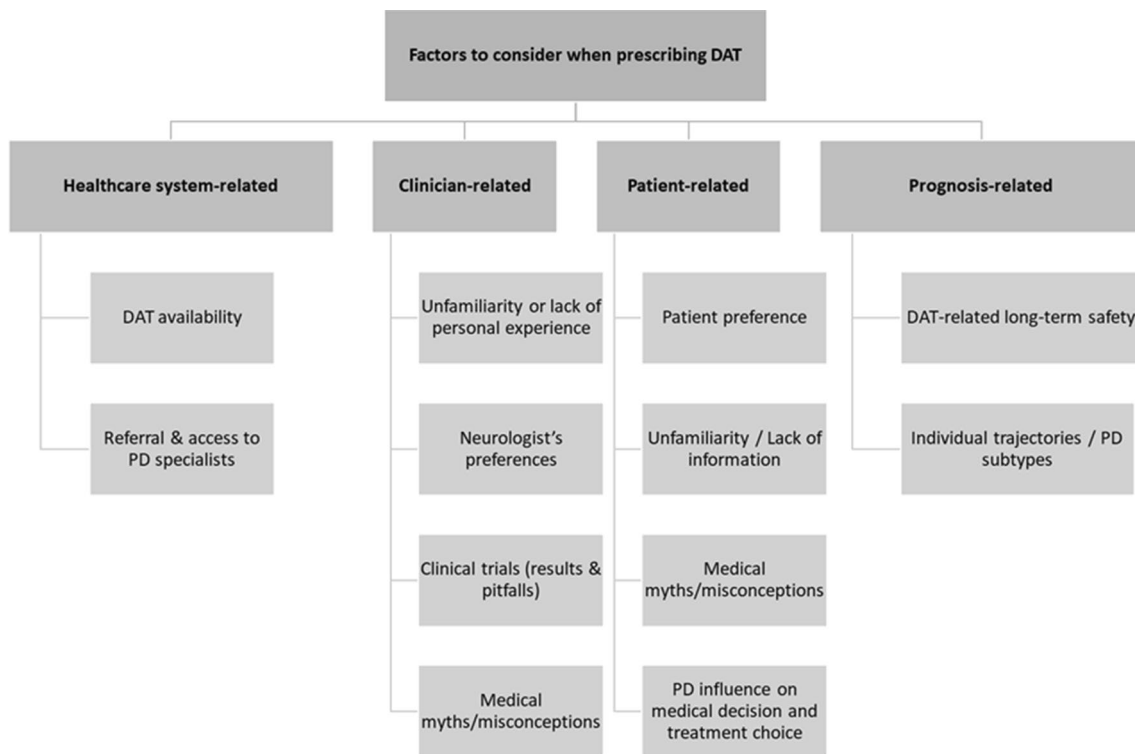 Factors to consider when prescribing DAT
Healthcare system-related
DAT availability
Referral & access to
PD specialists
Clinician-related
Unfamiliarity or lack of
personal experience
Neurologist's
preferences
Clinical trials (results &
pitfalls)
Medical
myths/misconceptions
Patient-related
Patient preference
Unfamiliarity / Lack of
information
Medical
myths/misconceptions
PD influence on
medical decision and
treatment choice
Prognosis-related
DAT-related long-term safety
Individual trajectories / PD
subtypes